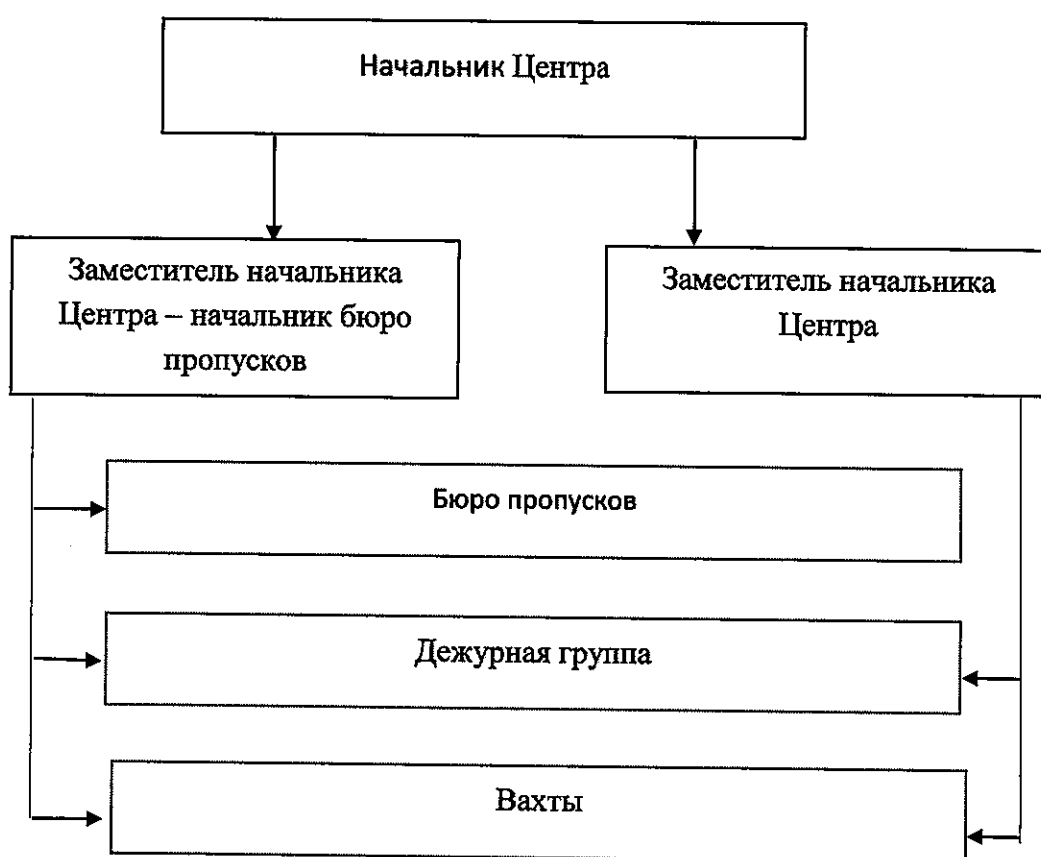 Начальник Центра
Заместитель начальника
Центра – начальник бюро
пропусков
Заместитель начальника
Центра
Бюро пропусков
Дежурная группа
Вахты